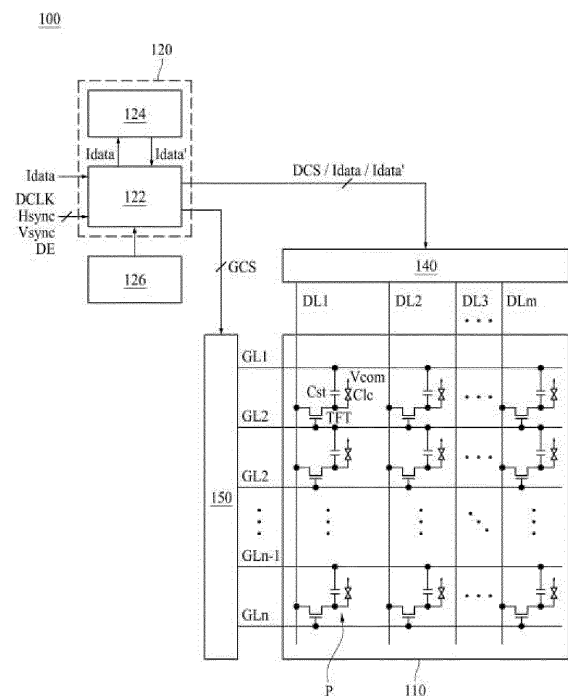 100
120
124
Idata
Idata'
Idata
122
DCLK
Hsync
Vsync
DE
DCS / Idata / Idata'
126
GCS
140
DL1
DL2
DL3
DLm
GL1
Vcom
Cst
Clc
GL2
TFT
150
GL2
GLn-1
GLn
P
110